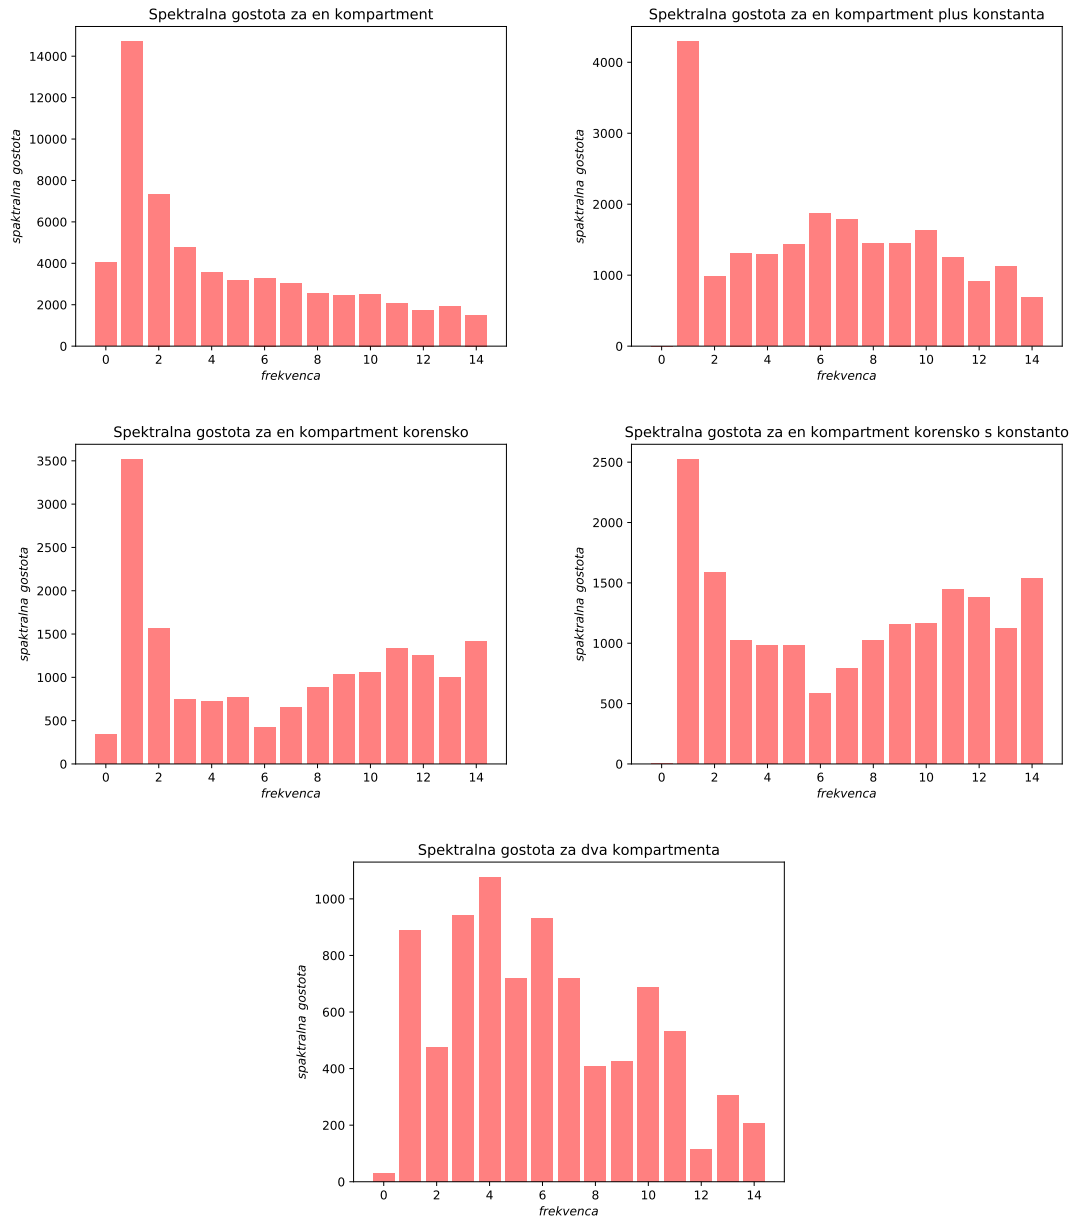 Spektralna gostota za en kompartment
14000
12000
10000
8000
6000
4000
2000
0
spaktralna gostota
0 2 4 6 8 10 12 14
frekvenca
Spektralna gostota za en kompartment plus konstanta
4000
3000
2000
1000
0
spaktralna gostota
0 2 4 6 8 10 12 14
frekvenca
Spektralna gostota za en kompartment korensko
3500
3000
2500
2000
1500
1000
500
0
spaktralna gostota
0 2 4 6 8 10 12 14
frekvenca
Spektralna gostota za en kompartment korensko s konstanto
2500
2000
1500
1000
500
0
spaktralna gostota
0 2 4 6 8 10 12 14
frekvenca
Spektralna gostota za dva kompartmenta
1000
800
600
400
200
0
spaktralna gostota
0 2 4 6 8 10 12 14
frekvenca